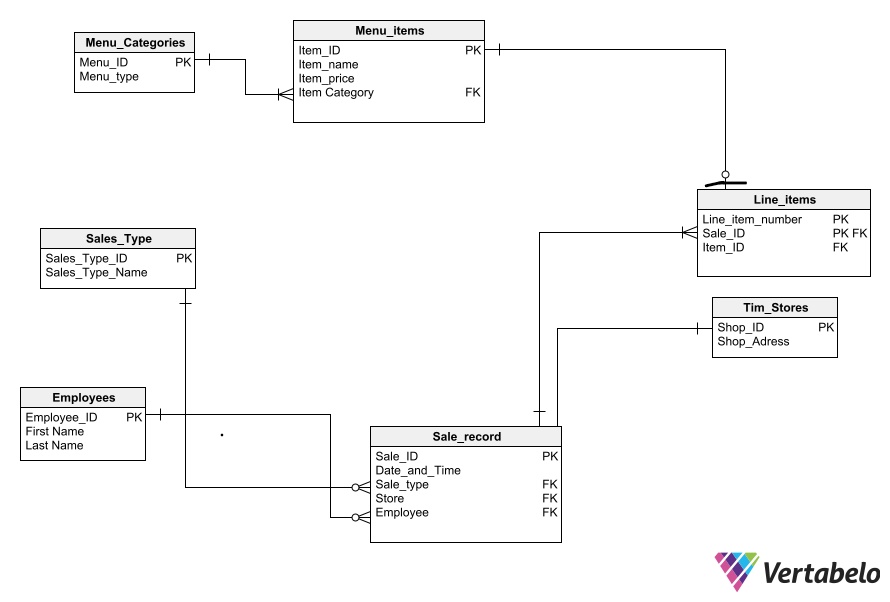 Menu_Categories
Menu_ID PK
Menu_type
Menu_items
Item_ID PK
Item_name
Item_price
Item Category FK
Line_items
Line_item_number PK
Sale_ID PK FK
Item_ID FK
Sales_Type
Sales_Type_ID PK
Sales_Type_Name
Tim_Stores
Shop_ID PK
Shop_Adress
Employees
Employee_ID PK
First Name
Last Name
Sale_record
Sale_ID PK
Date_and_Time
Sale_type FK
Store FK
Employee FK
Vertabelo